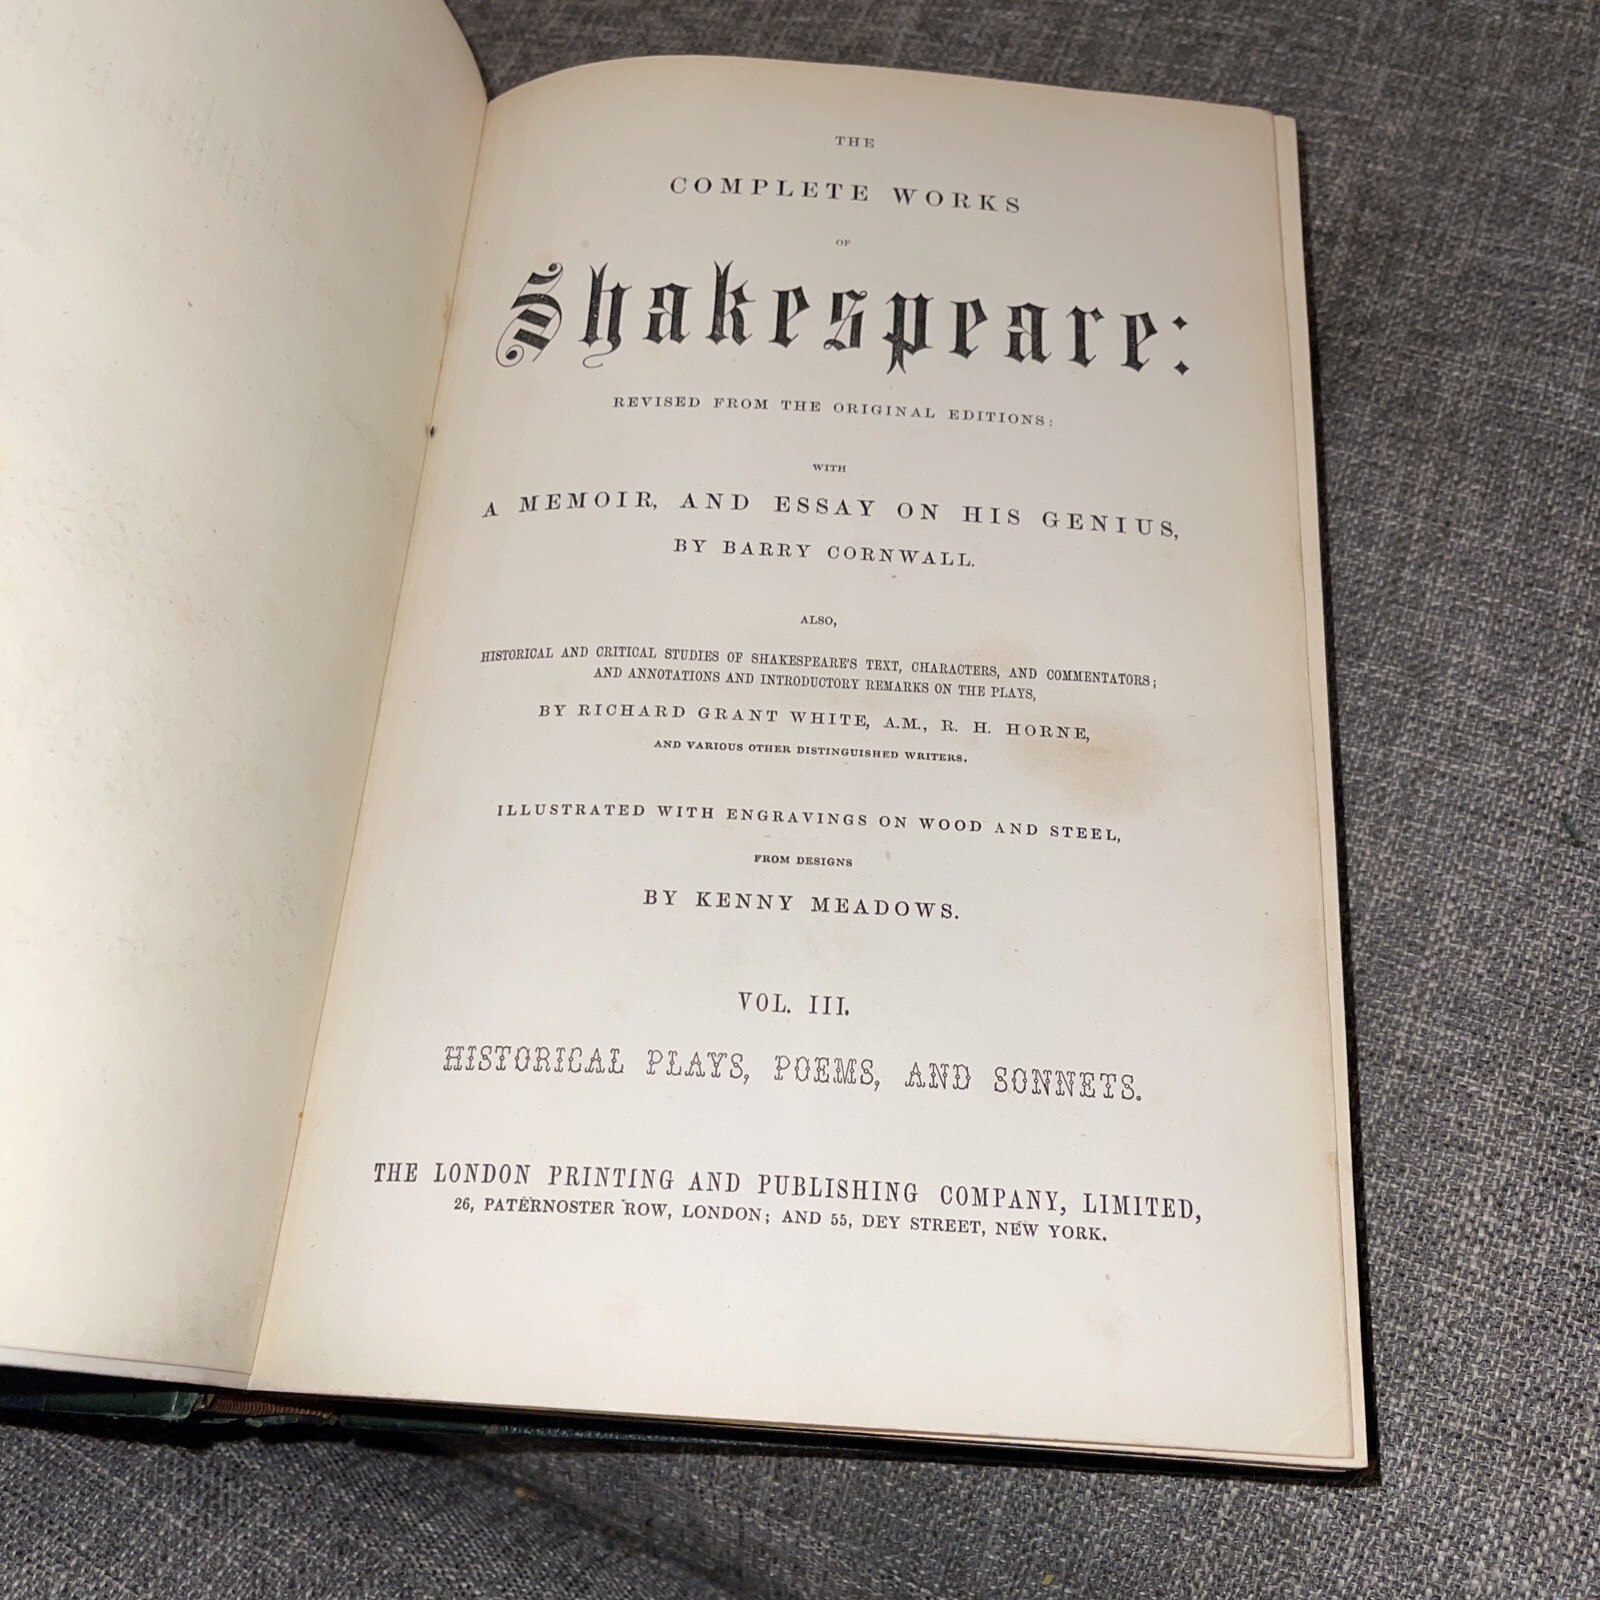 THE
COMPLETE WORKS
OF
Shakespeare:
REVISED FROM THE ORIGINAL EDITIONS:
WITH
A MEMOIR, AND ESSAY ON HIS GENIUS,
BY BARRY CORNWALL.
ALSO,
HISTORICAL AND CRITICAL STUDIES OF SHAKESPEARE'S TEXT, CHARACTERS, AND COMMENTATORS;
AND ANNOTATIONS AND INTRODUCTORY REMARKS ON THE PLAYS,
BY RICHARD GRANT WHITE, A.M., R. H. HORNE,
AND VARIOUS OTHER DISTINGUISHED WRITERS.
ILLUSTRATED WITH ENGRAVINGS ON WOOD AND STEEL,
FROM DESIGNS
BY KENNY MEADOWS.
VOL. III.
HISTORICAL PLAYS, POEMS, AND SONNETS.
THE LONDON PRINTING AND PUBLISHING COMPANY, LIMITED,
26, PATERNOSTER ROW, LONDON; AND 55, DEY STREET, NEW YORK.